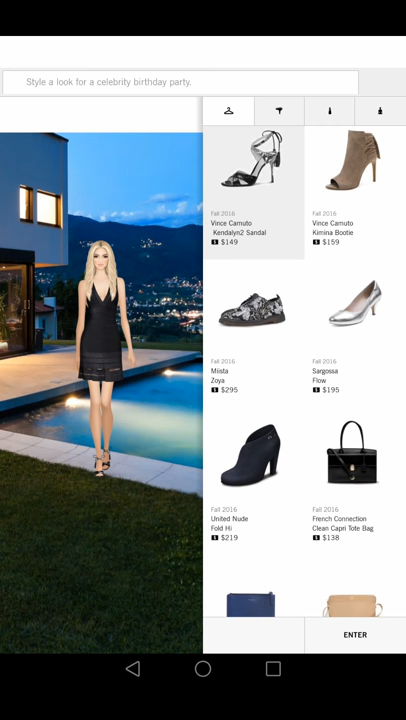 Style a look for a celebrity birthday party.
Fall 2016
Vince Camuto
Kendalyn2 Sandal
$149
Fall 2016
Vince Camuto
Kimina Bootie
$159
Fall 2016
Miista
Zoya
$295
Fall 2016
Sargossa
Flow
$195
Fall 2016
United Nude
Fold Hi
$219
Fall 2016
French Connection
Clean Capri Tote Bag
$138
ENTER